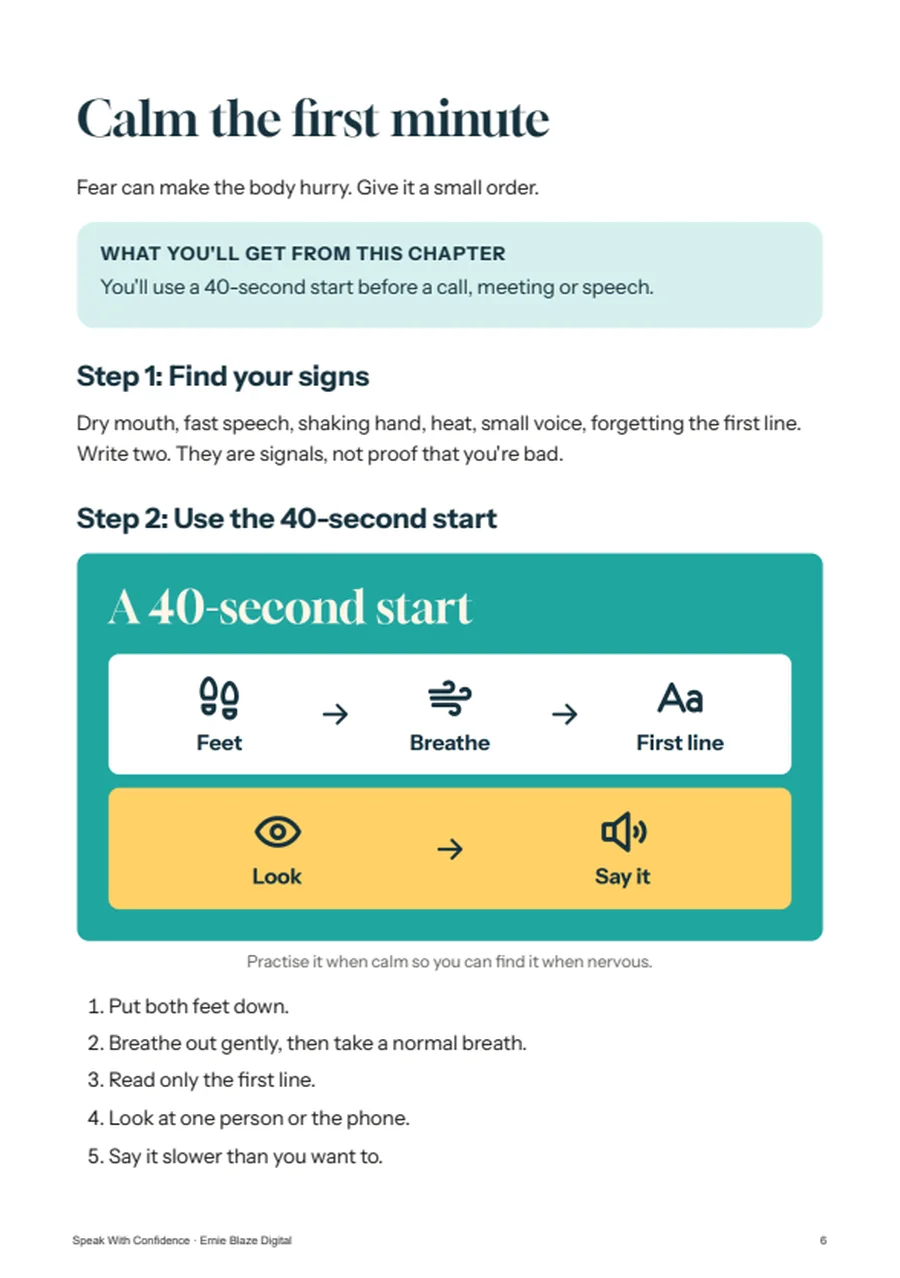 Calm the first minute
Fear can make the body hurry. Give it a small order.
WHAT YOU'LL GET FROM THIS CHAPTER
You'll use a 40-second start before a call, meeting or speech.
Step 1: Find your signs
Dry mouth, fast speech, shaking hand, heat, small voice, forgetting the first line.
Write two. They are signals, not proof that you're bad.
Step 2: Use the 40-second start
A 40-second start
Feet → Breathe → Aa First line
Look → Say it
Practise it when calm so you can find it when nervous.
1. Put both feet down.
2. Breathe out gently, then take a normal breath.
3. Read only the first line.
4. Look at one person or the phone.
5. Say it slower than you want to.
Speak With Confidence · Ernie Blaze Digital 6